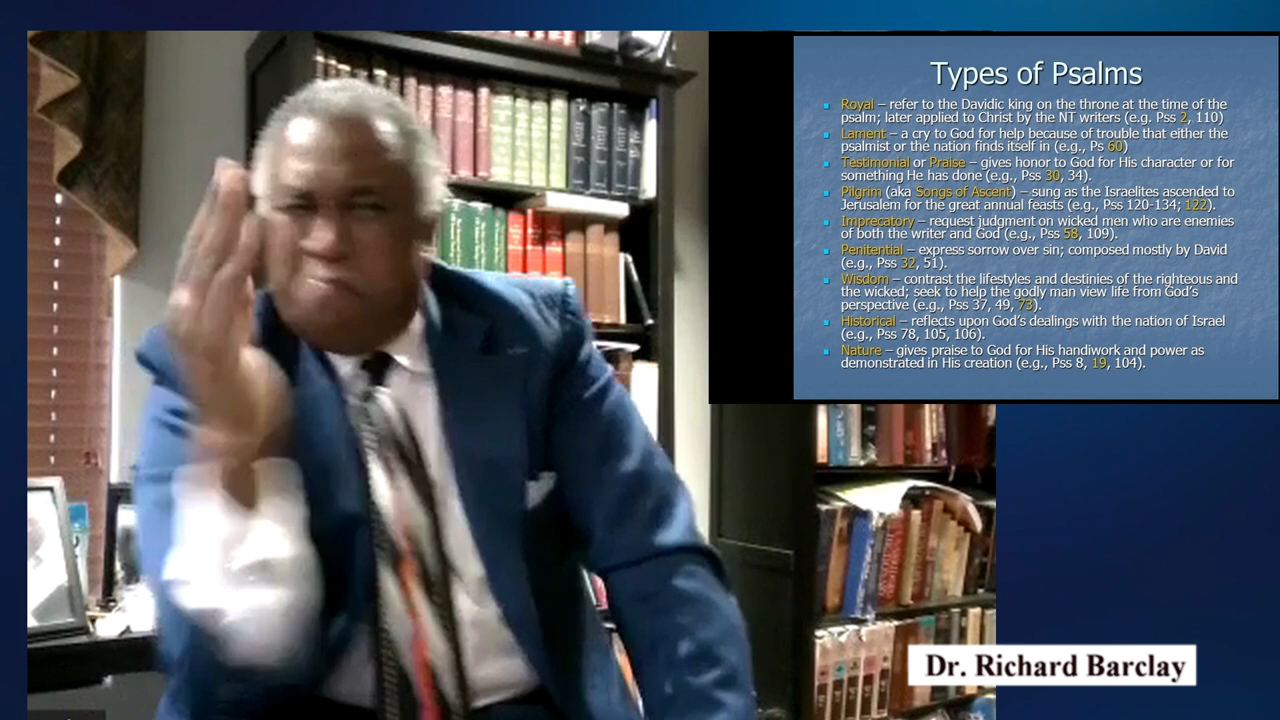 Types of Psalms
Royal – refer to the Davidic king on the throne at the time of the
psalm; later applied to Christ by the NT writers (e.g. Pss 2, 110)
Lament – a cry to God for help because of trouble that either the
psalmist or the nation finds itself in (e.g., Ps 60)
Testimonial or Praise – gives honor to God for His character or for
something He has done (e.g., Pss 30, 34).
Pilgrim (aka Songs of Ascent) – sung as the Israelites ascended to
Jerusalem for the great annual feasts (e.g., Pss 120-134; 122).
Imprecatory – request judgment on wicked men who are enemies
of both the writer and God (e.g., Pss 58, 109).
Penitential – express sorrow over sin; composed mostly by David
(e.g., Pss 32, 51).
Wisdom – contrast the lifestyles and destinies of the righteous and
the wicked; seek to help the godly man view life from God's
perspective (e.g., Pss 37, 49, 73).
Historical – reflects upon God's dealings with the nation of Israel
(e.g., Pss 78, 105, 106).
Nature – gives praise to God for His handiwork and power as
demonstrated in His creation (e.g., Pss 8, 19, 104).
Dr. Richard Barclay